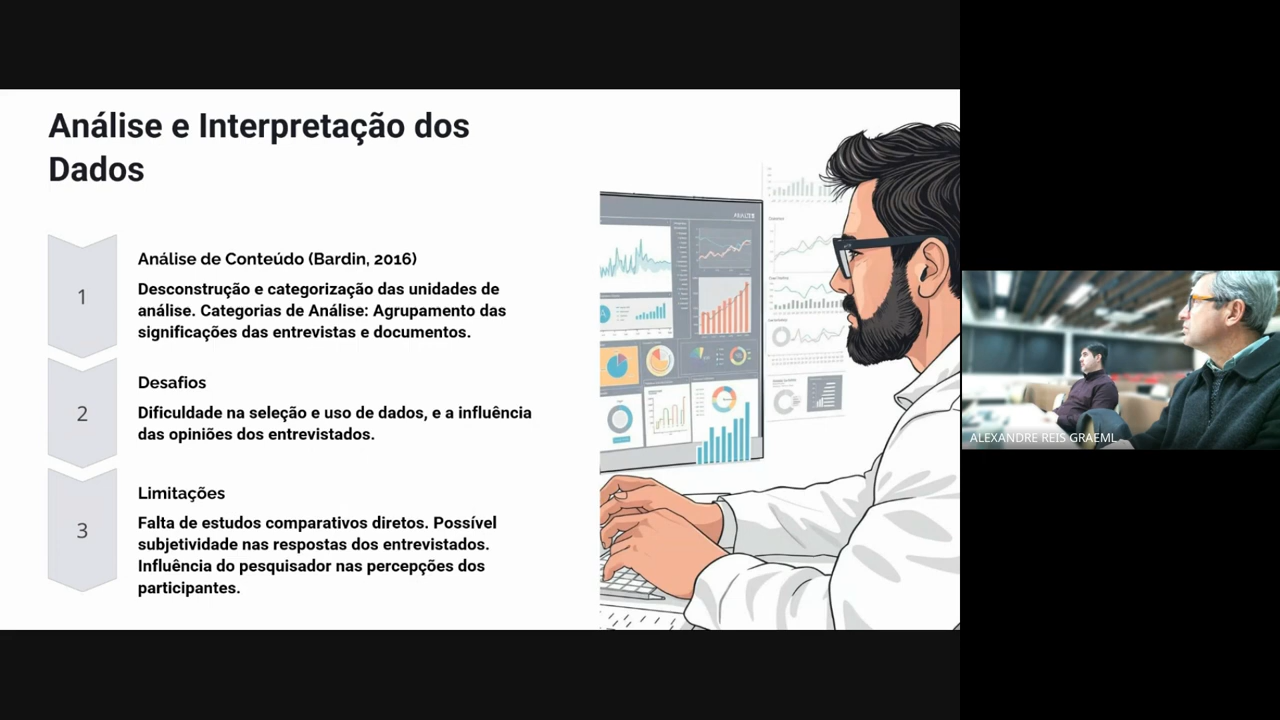 Análise e Interpretação dos
Dados
1
Análise de Conteúdo (Bardin, 2016)
Desconstrução e categorização das unidades de
análise. Categorias de Análise: Agrupamento das
significações das entrevistas e documentos.
2
Desafios
Dificuldade na seleção e uso de dados, e a influência
das opiniões dos entrevistados.
3
Limitações
Falta de estudos comparativos diretos. Possível
subjetividade nas respostas dos entrevistados.
Influência do pesquisador nas percepções dos
participantes.
ALEXANDRE REIS GRAEML